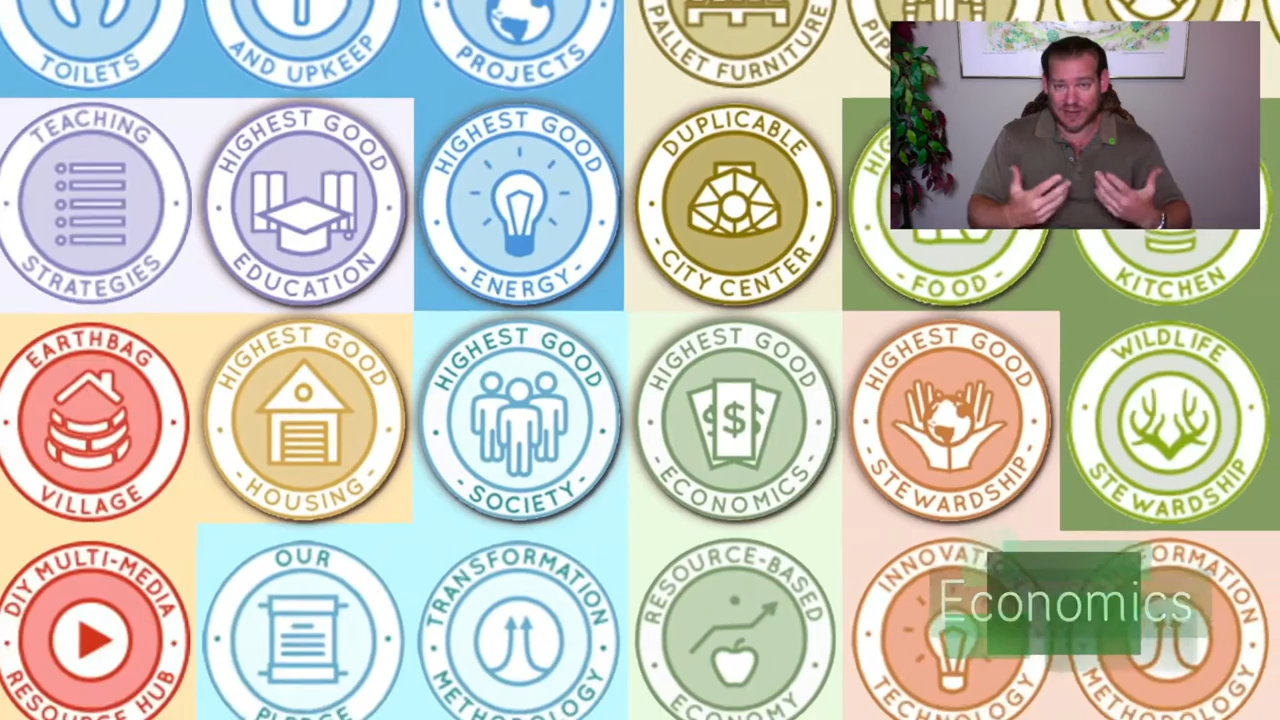 TOILETS
AND UPKEEP
PROJECTS
PALLET FURNITURE
TEACHING
STRATEGIES
HIGHEST GOOD
EDUCATION
HIGHEST GOOD
ENERGY
DUPLICABLE
CITY CENTER
FOOD
KITCHEN
EARTHBAG
VILLAGE
HIGHEST GOOD
HOUSING
HIGHEST GOOD
SOCIETY
HIGHEST GOOD
$ $ $
ECONOMICS
HIGHEST GOOD
STEWARDSHIP
WILDLIFE
STEWARDSHIP
DIY MULTI-MEDIA
RESOURCE HUB
OUR
PLEDGE
TRANSFORMATION
METHODOLOGY
RESOURCE-BASED
ECONOMY
TECHNOLOGY
METHODOLOGY
Economics